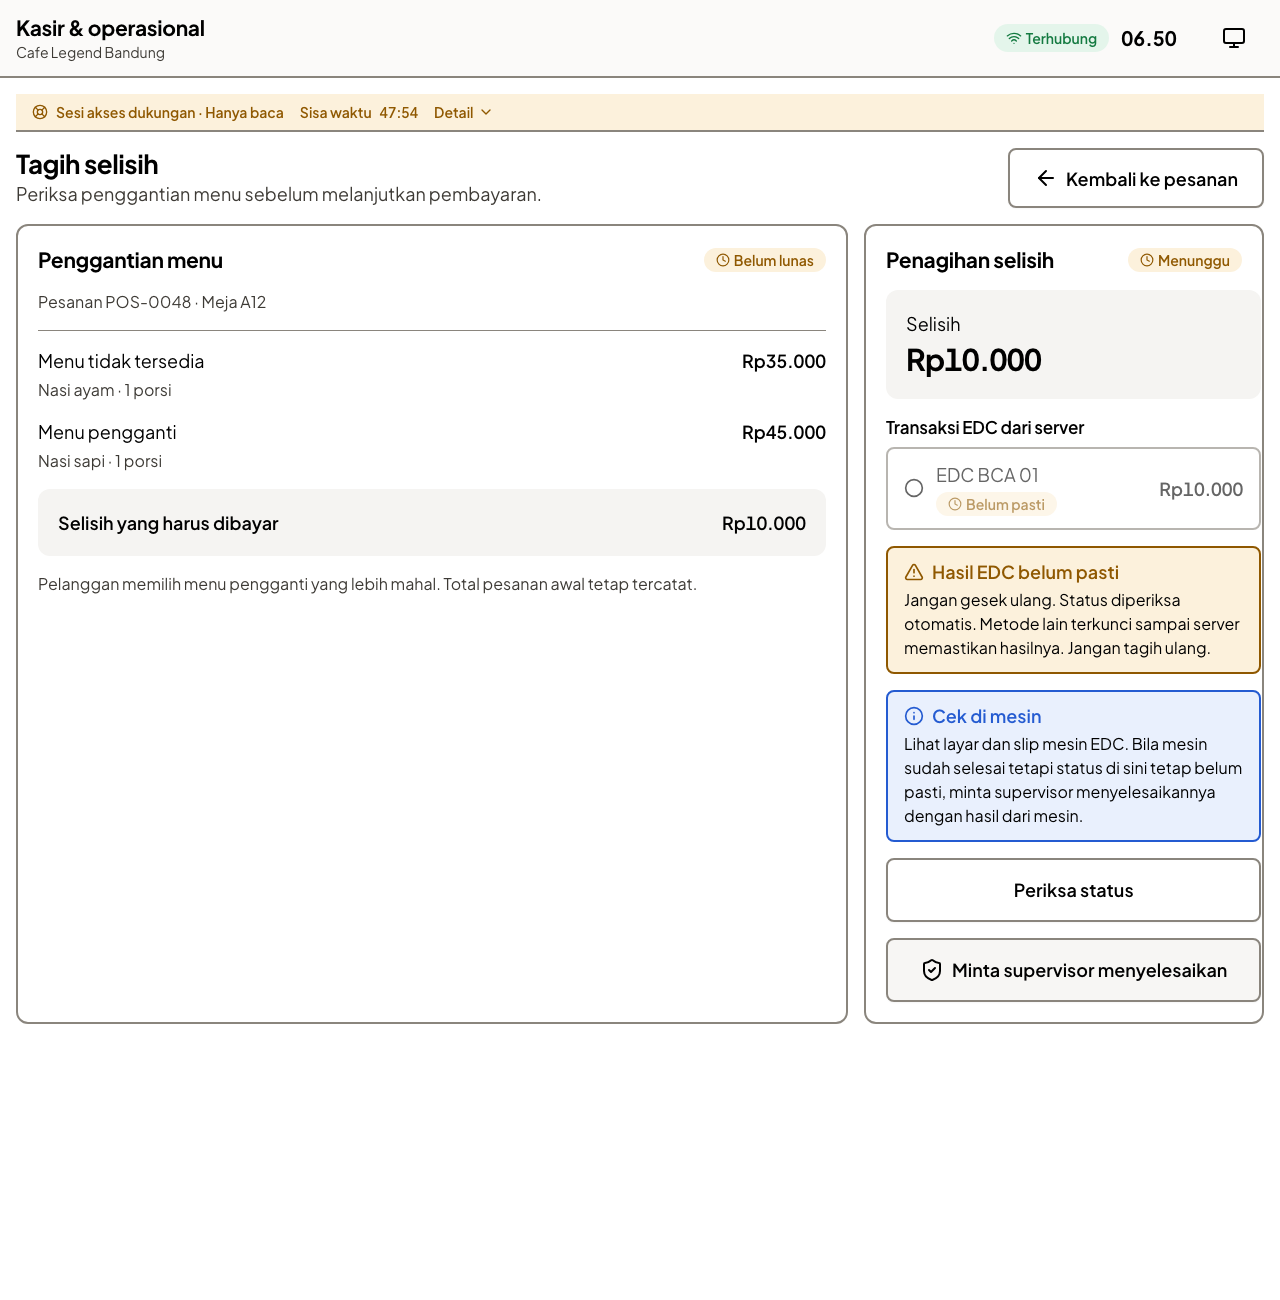 Kasir & operasional
Cafe Legend Bandung
Terhubung
06.50
Sesi akses dukungan · Hanya baca Sisa waktu 47:54 Detail
Tagih selisih
Periksa penggantian menu sebelum melanjutkan pembayaran.
Kembali ke pesanan
Penggantian menu
Belum lunas
Pesanan POS-0048 · Meja A12
Menu tidak tersedia Rp35.000
Nasi ayam · 1 porsi
Menu pengganti Rp45.000
Nasi sapi · 1 porsi
Selisih yang harus dibayar Rp10.000
Pelanggan memilih menu pengganti yang lebih mahal. Total pesanan awal tetap tercatat.
Penagihan selisih
Menunggu
Selisih
Rp10.000
Transaksi EDC dari server
EDC BCA 01
Belum pasti
Rp10.000
Hasil EDC belum pasti
Jangan gesek ulang. Status diperiksa
otomatis. Metode lain terkunci sampai server
memastikan hasilnya. Jangan tagih ulang.
Cek di mesin
Lihat layar dan slip mesin EDC. Bila mesin
sudah selesai tetapi status di sini tetap belum
pasti, minta supervisor menyelesaikannya
dengan hasil dari mesin.
Periksa status
Minta supervisor menyelesaikan